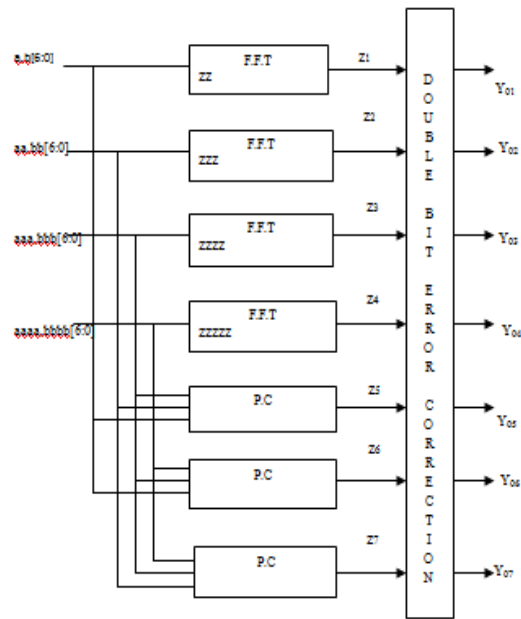 a,b[6:0]
F.F.T
ZZ
Z1
Y01
aa,bb[6:0]
F.F.T
ZZZ
Z2
Y02
aaa,bbb[6:0]
F.F.T
ZZZZ
Z3
Y03
aaaa,bbbb[6:0]
F.F.T
ZZZZZ
Z4
Y04
P.C
Z5
Y05
P.C
Z6
Y06
P.C
Z7
Y07
DOUBLE BIT ERROR CORRECTION